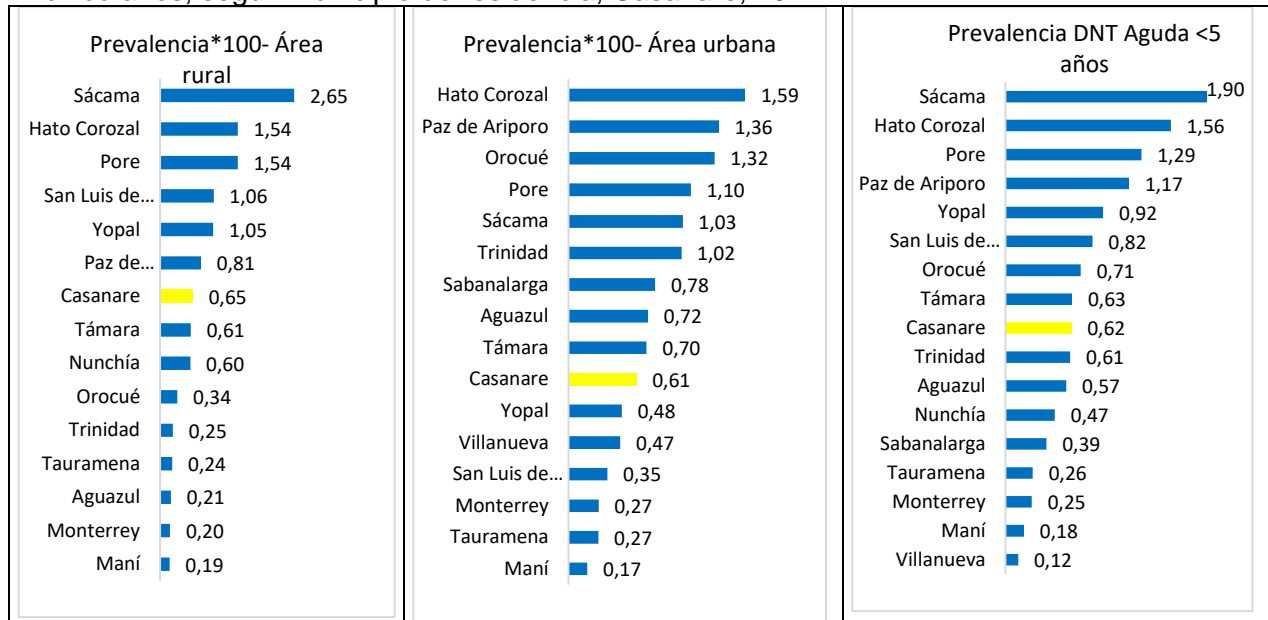 años, según municipio de residencia, Casanare,
Prevalencia*100- Área
rural
Sácama 2,65
Hato Corozal 1,54
Pore 1,54
San Luis de... 1,06
Yopal 1,05
Paz de... 0,81
Casanare 0,65
Támara 0,61
Nunchía 0,60
Orocué 0,34
Trinidad 0,25
Tauramena 0,24
Aguazul 0,21
Monterrey 0,20
Maní 0,19
Prevalencia*100- Área urbana
Hato Corozal 1,59
Paz de Ariporo 1,36
Orocué 1,32
Pore 1,10
Sácama 1,03
Trinidad 1,02
Sabanalarga 0,78
Aguazul 0,72
Támara 0,70
Casanare 0,61
Yopal 0,48
Villanueva 0,47
San Luis de... 0,35
Monterrey 0,27
Tauramena 0,27
Maní 0,17
Prevalencia DNT Aguda <5
años
Sácama 1,90
Hato Corozal 1,56
Pore 1,29
Paz de Ariporo 1,17
Yopal 0,92
San Luis de... 0,82
Orocué 0,71
Támara 0,63
Casanare 0,62
Trinidad 0,61
Aguazul 0,57
Nunchía 0,47
Sabanalarga 0,39
Tauramena 0,26
Monterrey 0,25
Maní 0,18
Villanueva 0,12